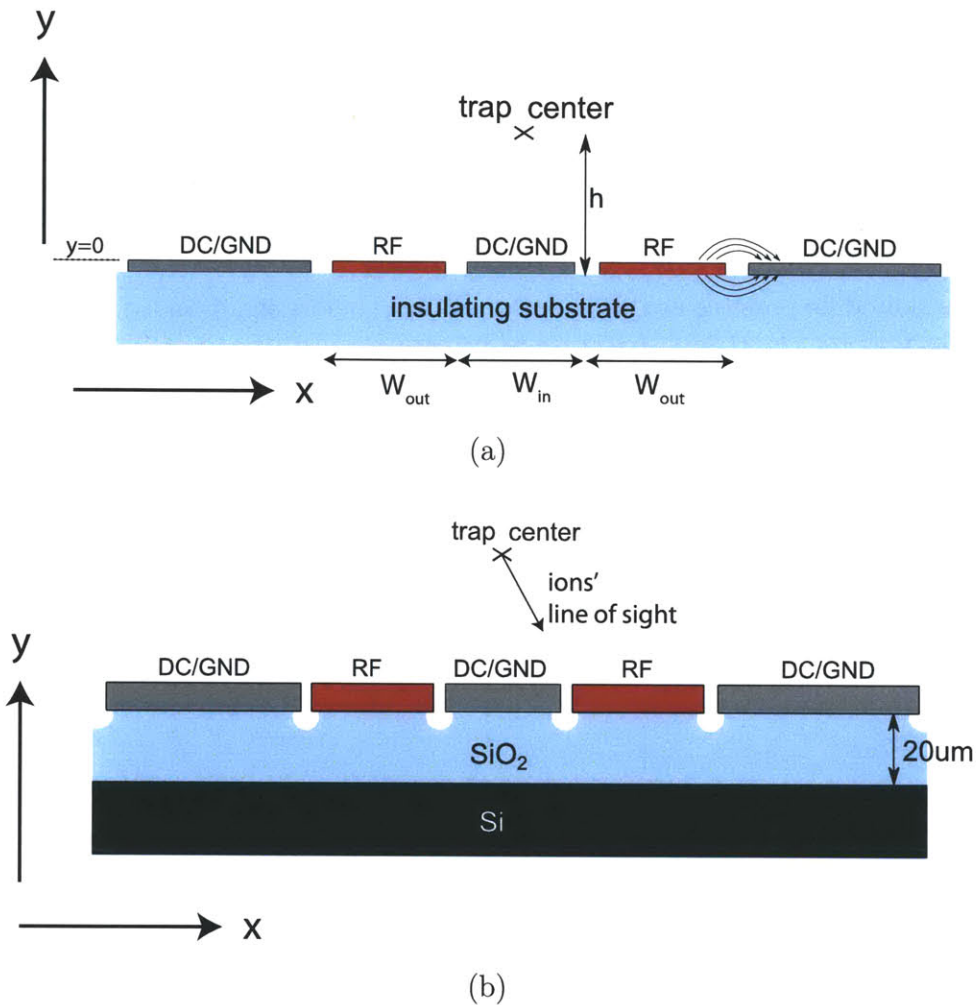 y
trap center
h
y=0
DC/GND
RF
DC/GND
RF
DC/GND
insulating substrate
x
W_out
W_in
W_out
(a)
trap center
ions'
line of sight
y
DC/GND
RF
DC/GND
RF
DC/GND
SiO₂
20um
Si
x
(b)